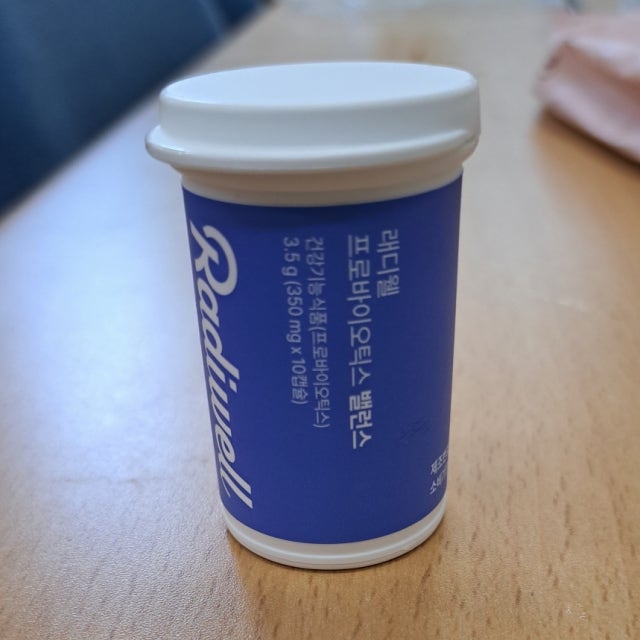 Radiwell
래디웰
프로바이오틱스 밸런스
건강기능식품(프로바이오틱스)
3.5 g (350 mg x 10캡슐)